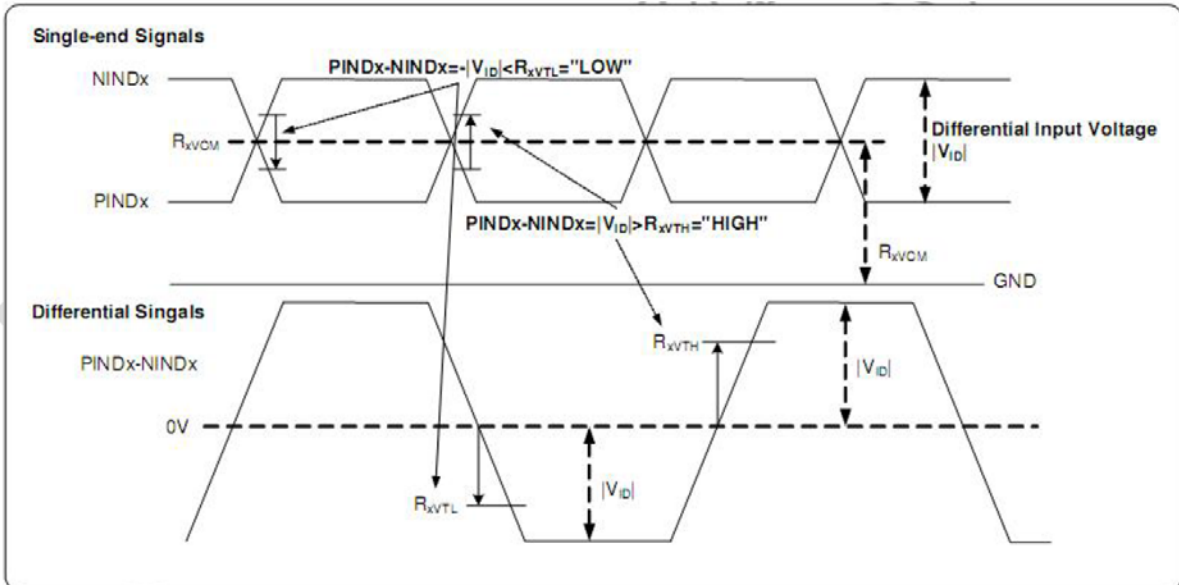 Single-end Signals
PINDx-NINDx=-|VID|<RxVTL="LOW"
NINDx
RxVCM
Differential Input Voltage
|VID|
PINDx
PINDx-NINDx=|VID|>RxVTH="HIGH"
RxVCM
GND
Differential Singals
RxVTH
PINDx-NINDx
|VID|
0V
|VID|
RxVTL